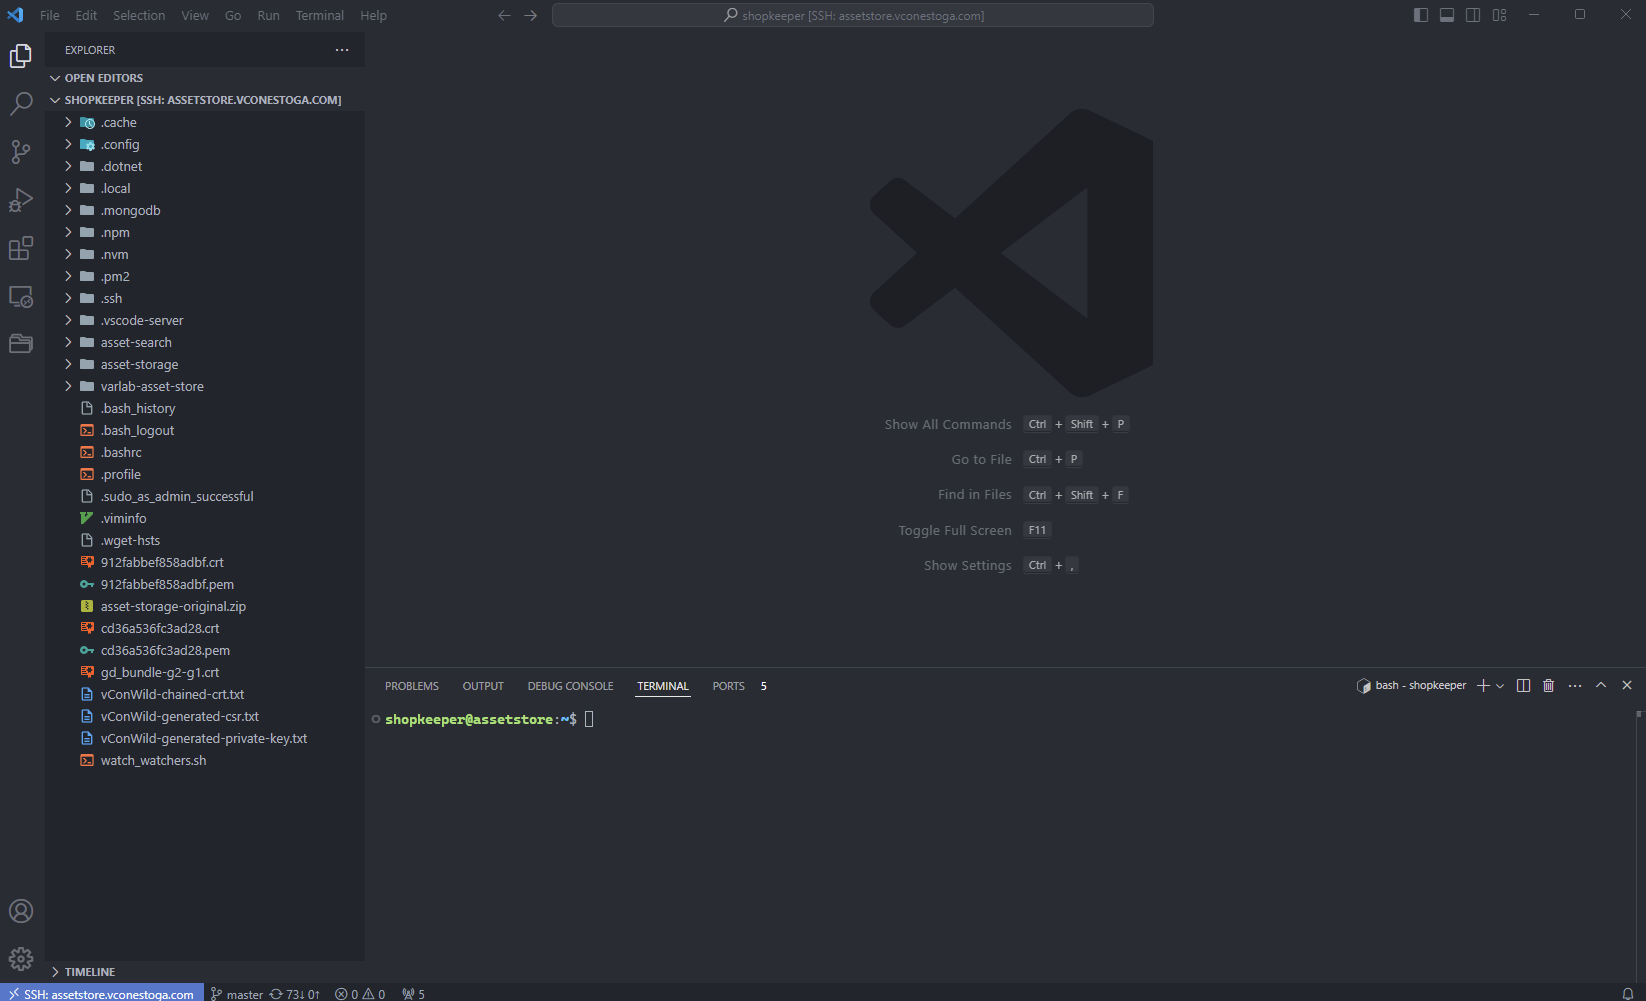 File Edit Selection View Go Run Terminal Help
shopkeeper [SSH: assetstore.vconestoga.com]
EXPLORER
OPEN EDITORS
SHOPKEEPER [SSH: ASSETSTORE.VCONESTOGA.COM]
.cache
.config
.dotnet
.local
.mongodb
.npm
.nvm
.pm2
.ssh
.vscode-server
asset-search
asset-storage
varlab-asset-store
.bash_history
.bash_logout
.bashrc
.profile
.sudo_as_admin_successful
.viminfo
.wget-hsts
912fabbef858adbf.crt
912fabbef858adbf.pem
asset-storage-original.zip
cd36a536fc3ad28.crt
cd36a536fc3ad28.pem
gd_bundle-g2-g1.crt
vConWild-chained-crt.txt
vConWild-generated-csr.txt
vConWild-generated-private-key.txt
watch_watchers.sh
TIMELINE
Show All Commands Ctrl + Shift + P
Go to File Ctrl + P
Find in Files Ctrl + Shift + F
Toggle Full Screen F11
Show Settings Ctrl + ,
PROBLEMS OUTPUT DEBUG CONSOLE TERMINAL PORTS 5
bash - shopkeeper
shopkeeper@assetstore:~$
SSH: assetstore.vconestoga.com master 73↓ 0↑ 0 0 5